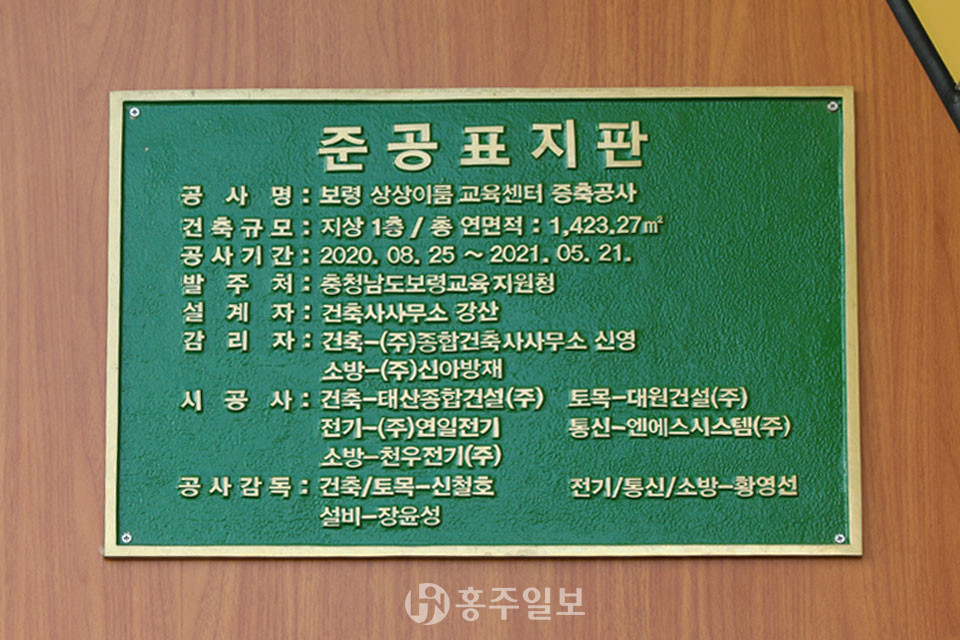 준공표지판
공 사 명 : 보령 상상이룸 교육센터 증축공사
건축규모 : 지상 1층 / 총 연면적 : 1,423.27㎡
공사기간 : 2020. 08. 25 ~ 2021. 05. 21.
발 주 처 : 충청남도보령교육지원청
설 계 자 : 건축사사무소 강산
감 리 자 : 건축-(주)종합건축사사무소 신영
소방-(주)신아방재
시 공 사 : 건축-태산종합건설(주) 토목-대원건설(주)
전기-(주)연일전기 통신-엔에스시스템(주)
소방-천우전기(주)
공사감독 : 건축/토목-신철호 전기/통신/소방-황영선
설비-장윤성
홍주일보